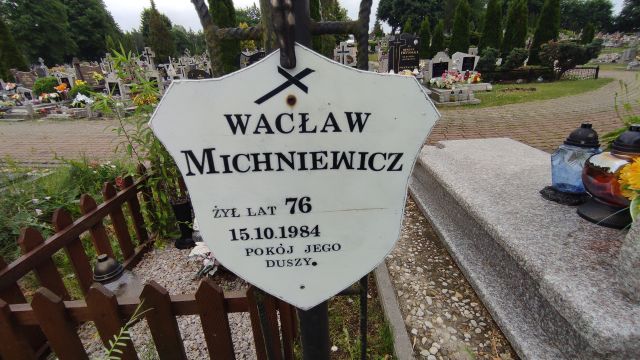 WACŁAW
MICHNIEWICZ
ŻYŁ LAT 76
15.10.1984
POKÓJ JEGO
DUSZY.